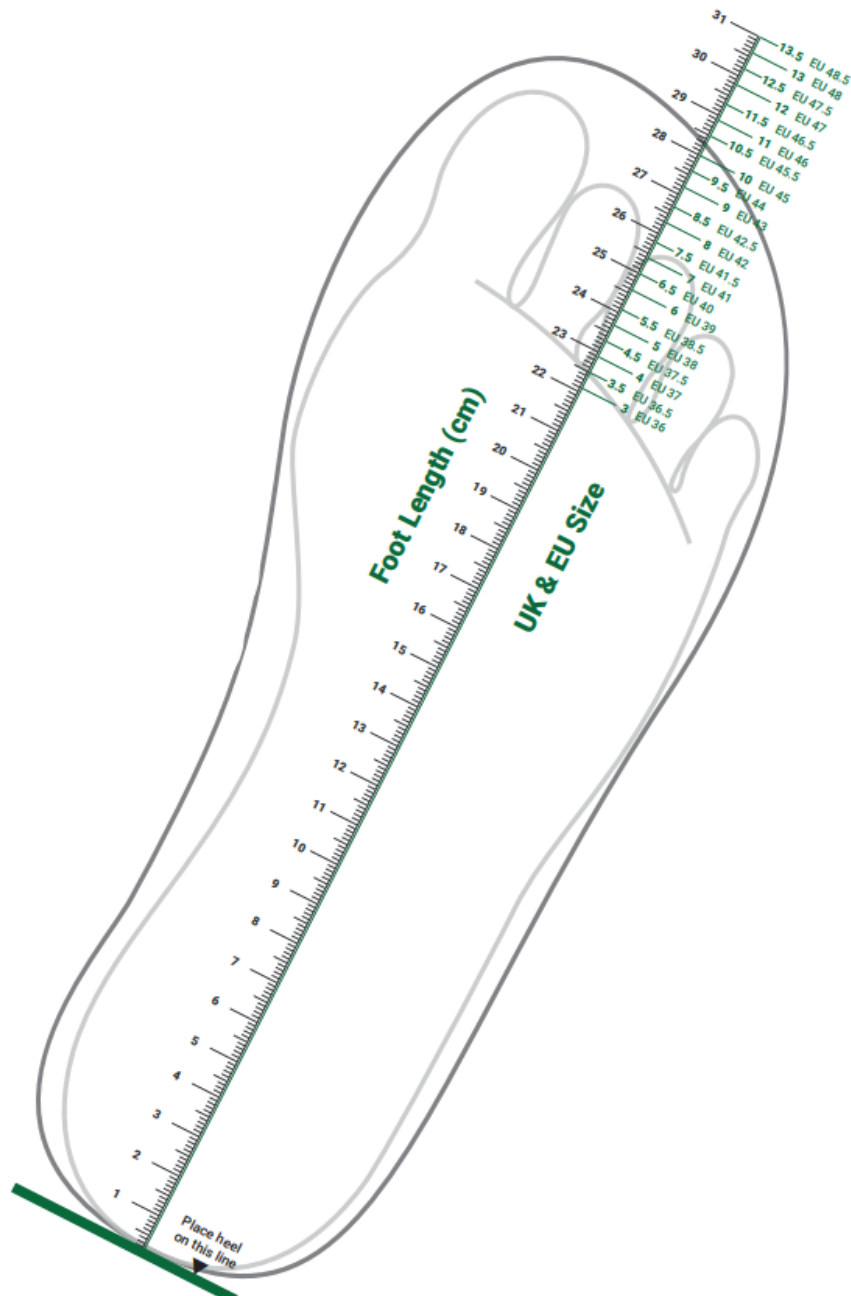 31
30
29
28
27
26
25
24
23
22
21
20
19
18
17
16
15
14
13
12
11
10
9
8
7
6
5
4
3
2
1
13.5 EU 48.5
13 EU 48
12.5 EU 47.5
12 EU 47
11.5 EU 46.5
11 EU 46
10.5 EU 45.5
10 EU 45
9.5 EU 44
9 EU 43
8.5 EU 42.5
8 EU 42
7.5 EU 41.5
7 EU 41
6.5 EU 40
6 EU 39
5.5 EU 38.5
5 EU 38
4.5 EU 37.5
4 EU 37
3.5 EU 36.5
3 EU 36
Foot Length (cm)
UK & EU Size
Place heel
on this line